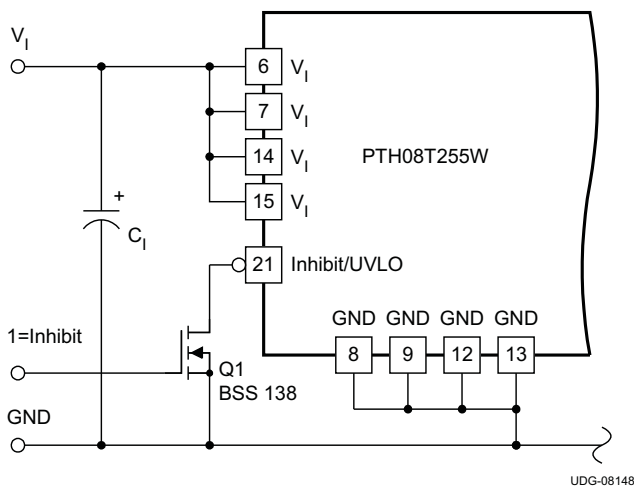 V_I
6 V_I
7 V_I
PTH08T255W
14 V_I
15 V_I
+
C_I
21 Inhibit/UVLO
1=Inhibit
GND GND GND GND
8 9 12 13
Q1
BSS 138
GND
UDG-08148